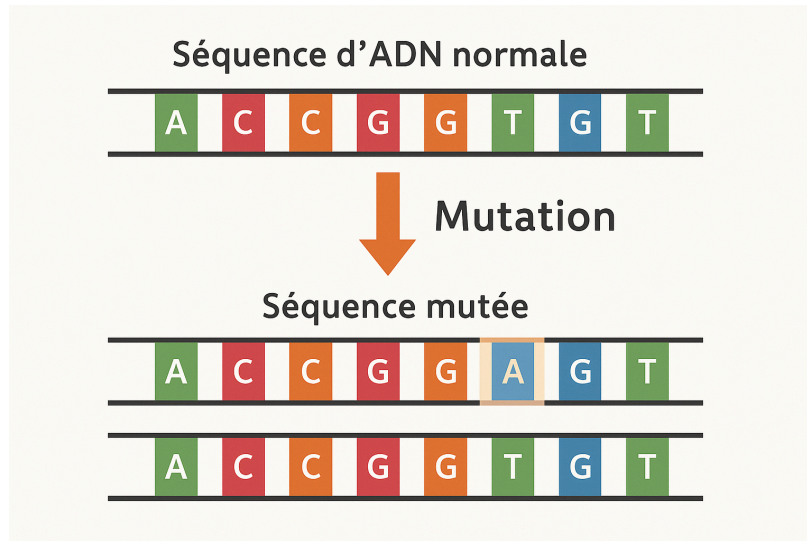 Séquence d'ADN normale
A C C G G T G T
Mutation
Séquence mutée
A C C G G A G T
A C C G G T G T